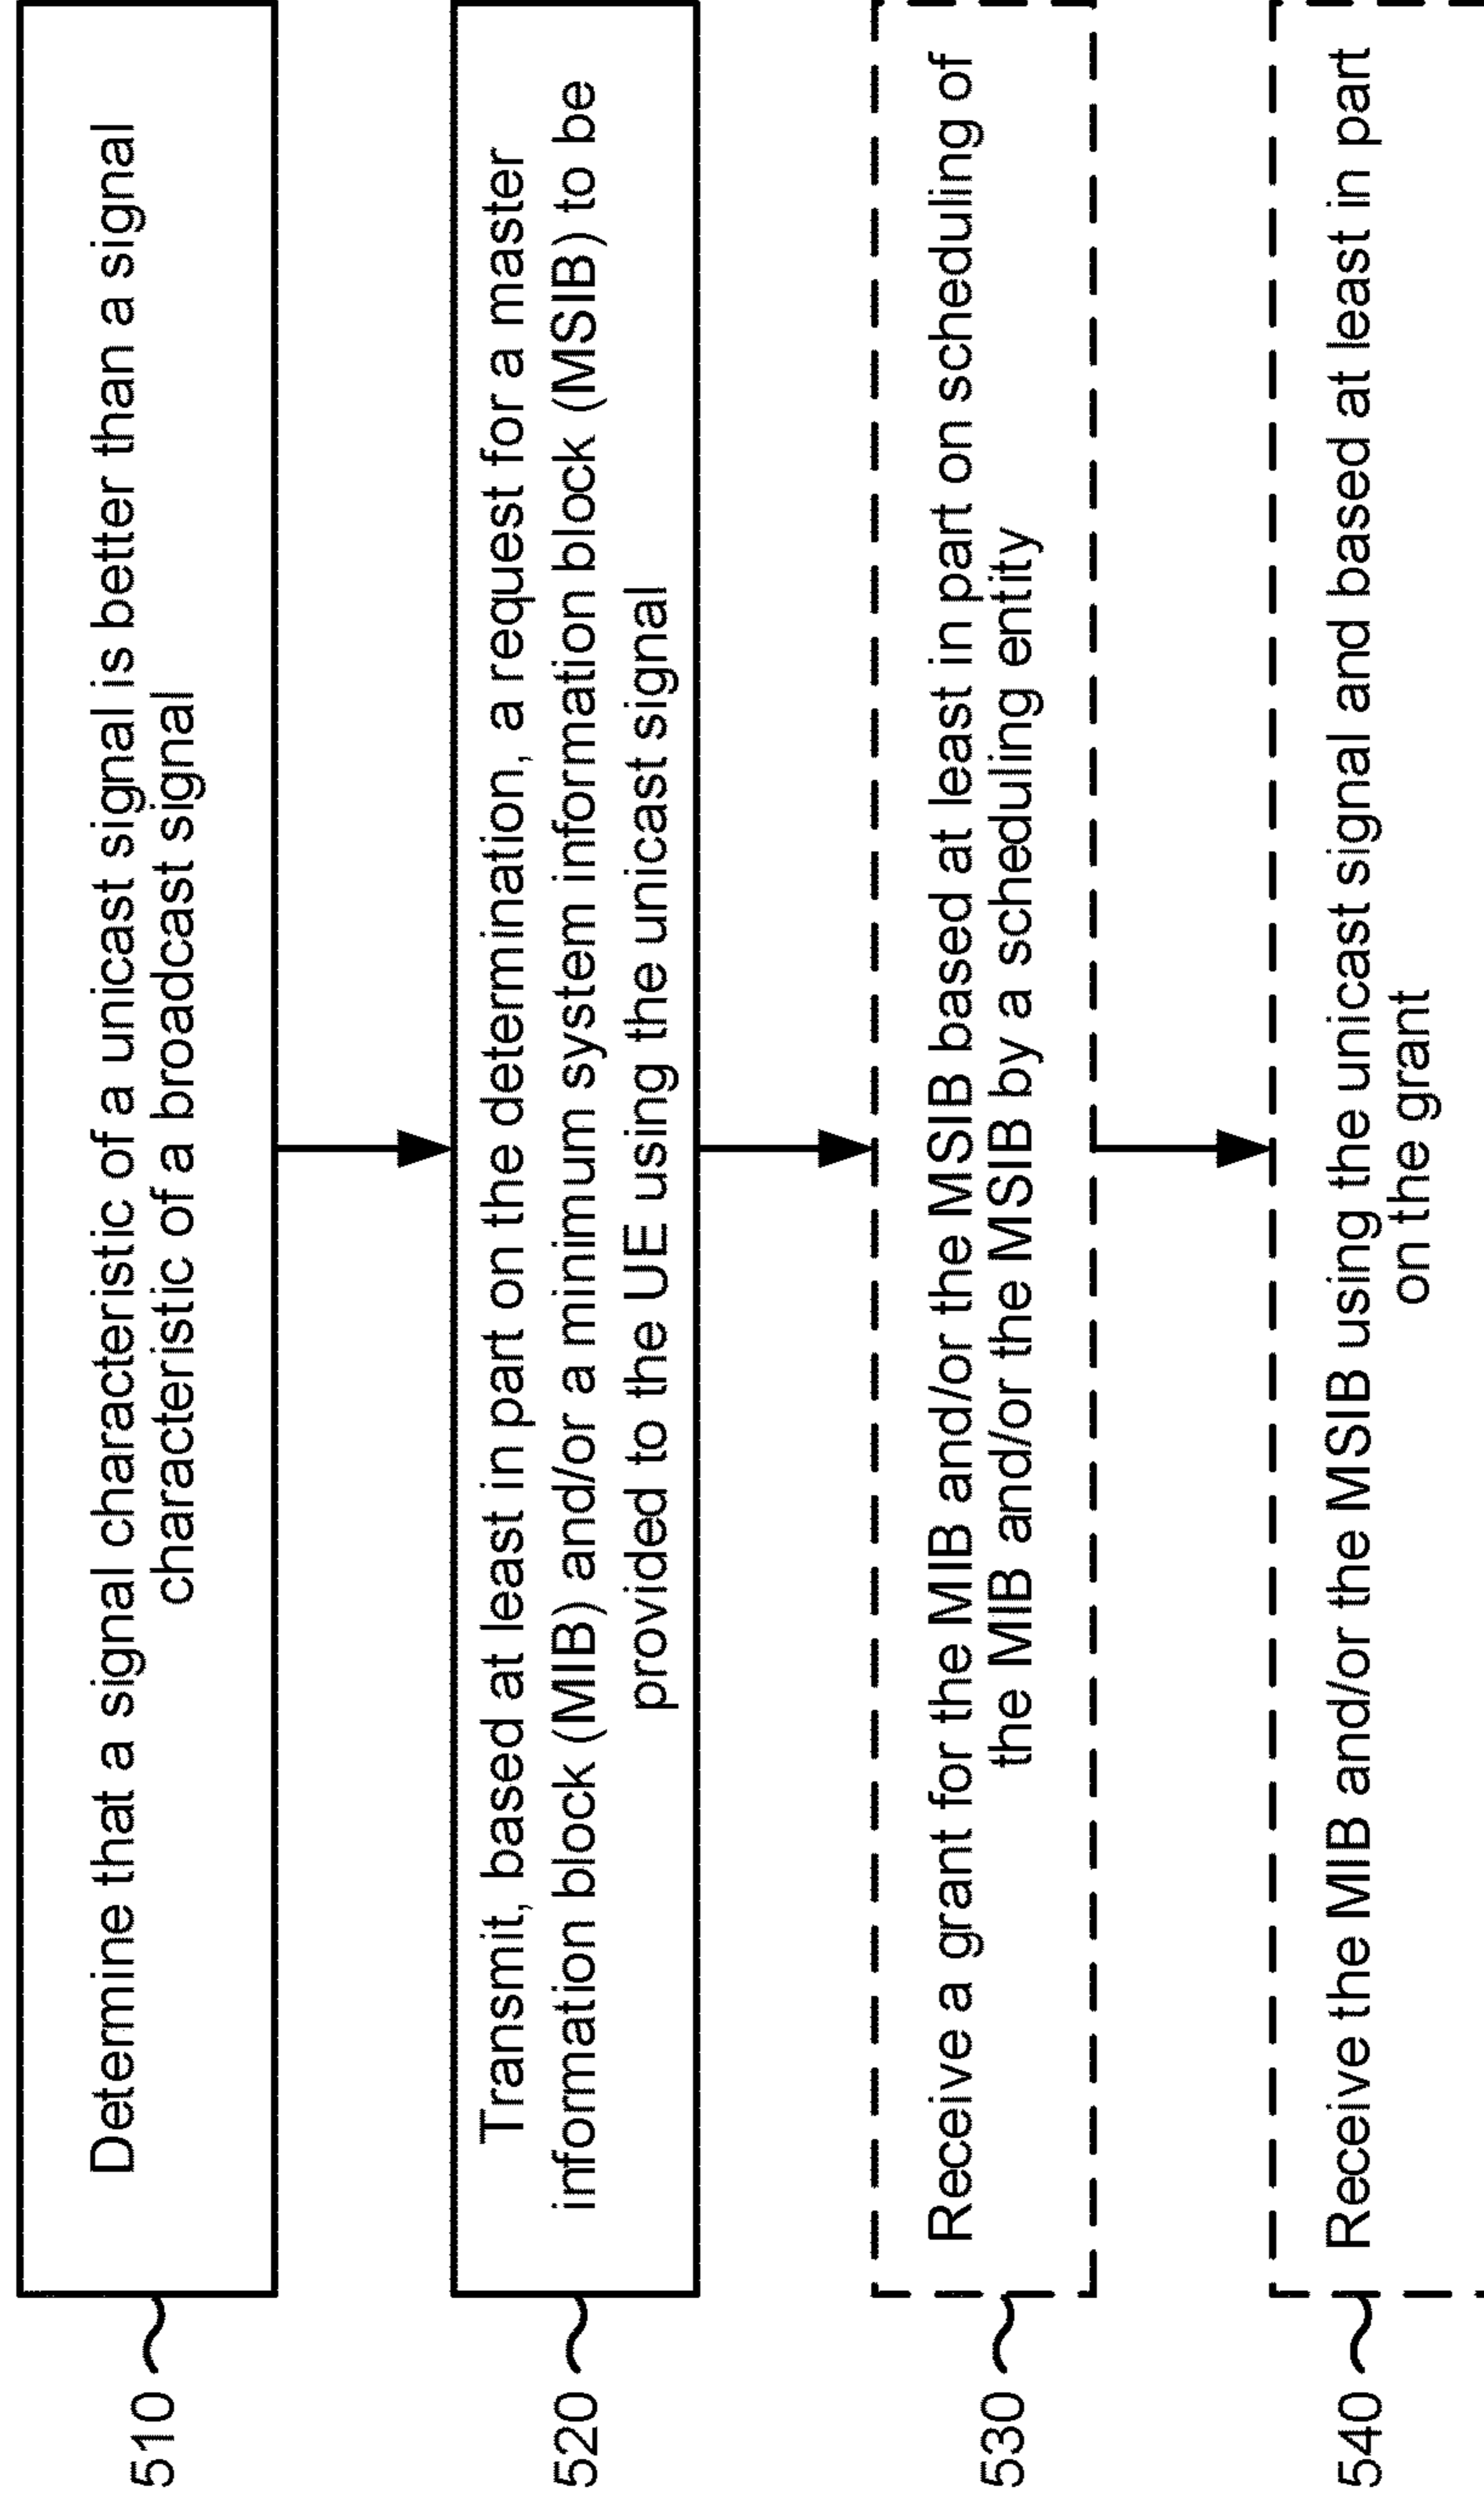 510
Determine that a signal characteristic of a unicast signal is better than a signal
characteristic of a broadcast signal
520
Transmit, based at least in part on the determination, a request for a master
information block (MIB) and/or a minimum system information block (MSIB) to be
provided to the UE using the unicast signal
530
Receive a grant for the MIB and/or the MSIB based at least in part on scheduling of
the MIB and/or the MSIB by a scheduling entity
540
Receive the MIB and/or the MSIB using the unicast signal and based at least in part
on the grant